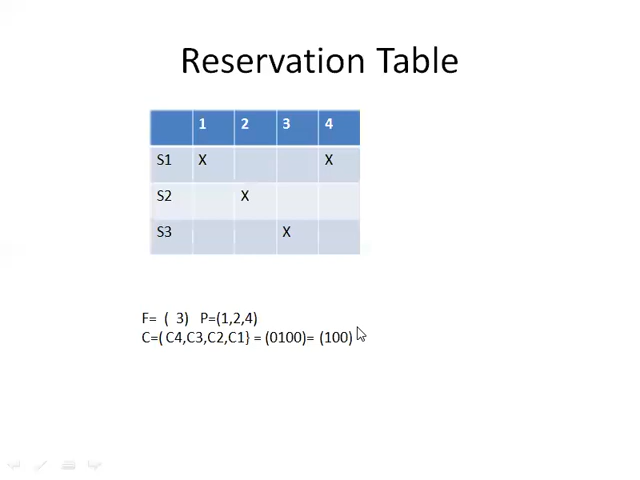 Reservation Table
1 2 3 4
S1 X X
S2 X
S3 X
F= ( 3) P=(1,2,4)
C=( C4,C3,C2,C1} = (0100)= (100)